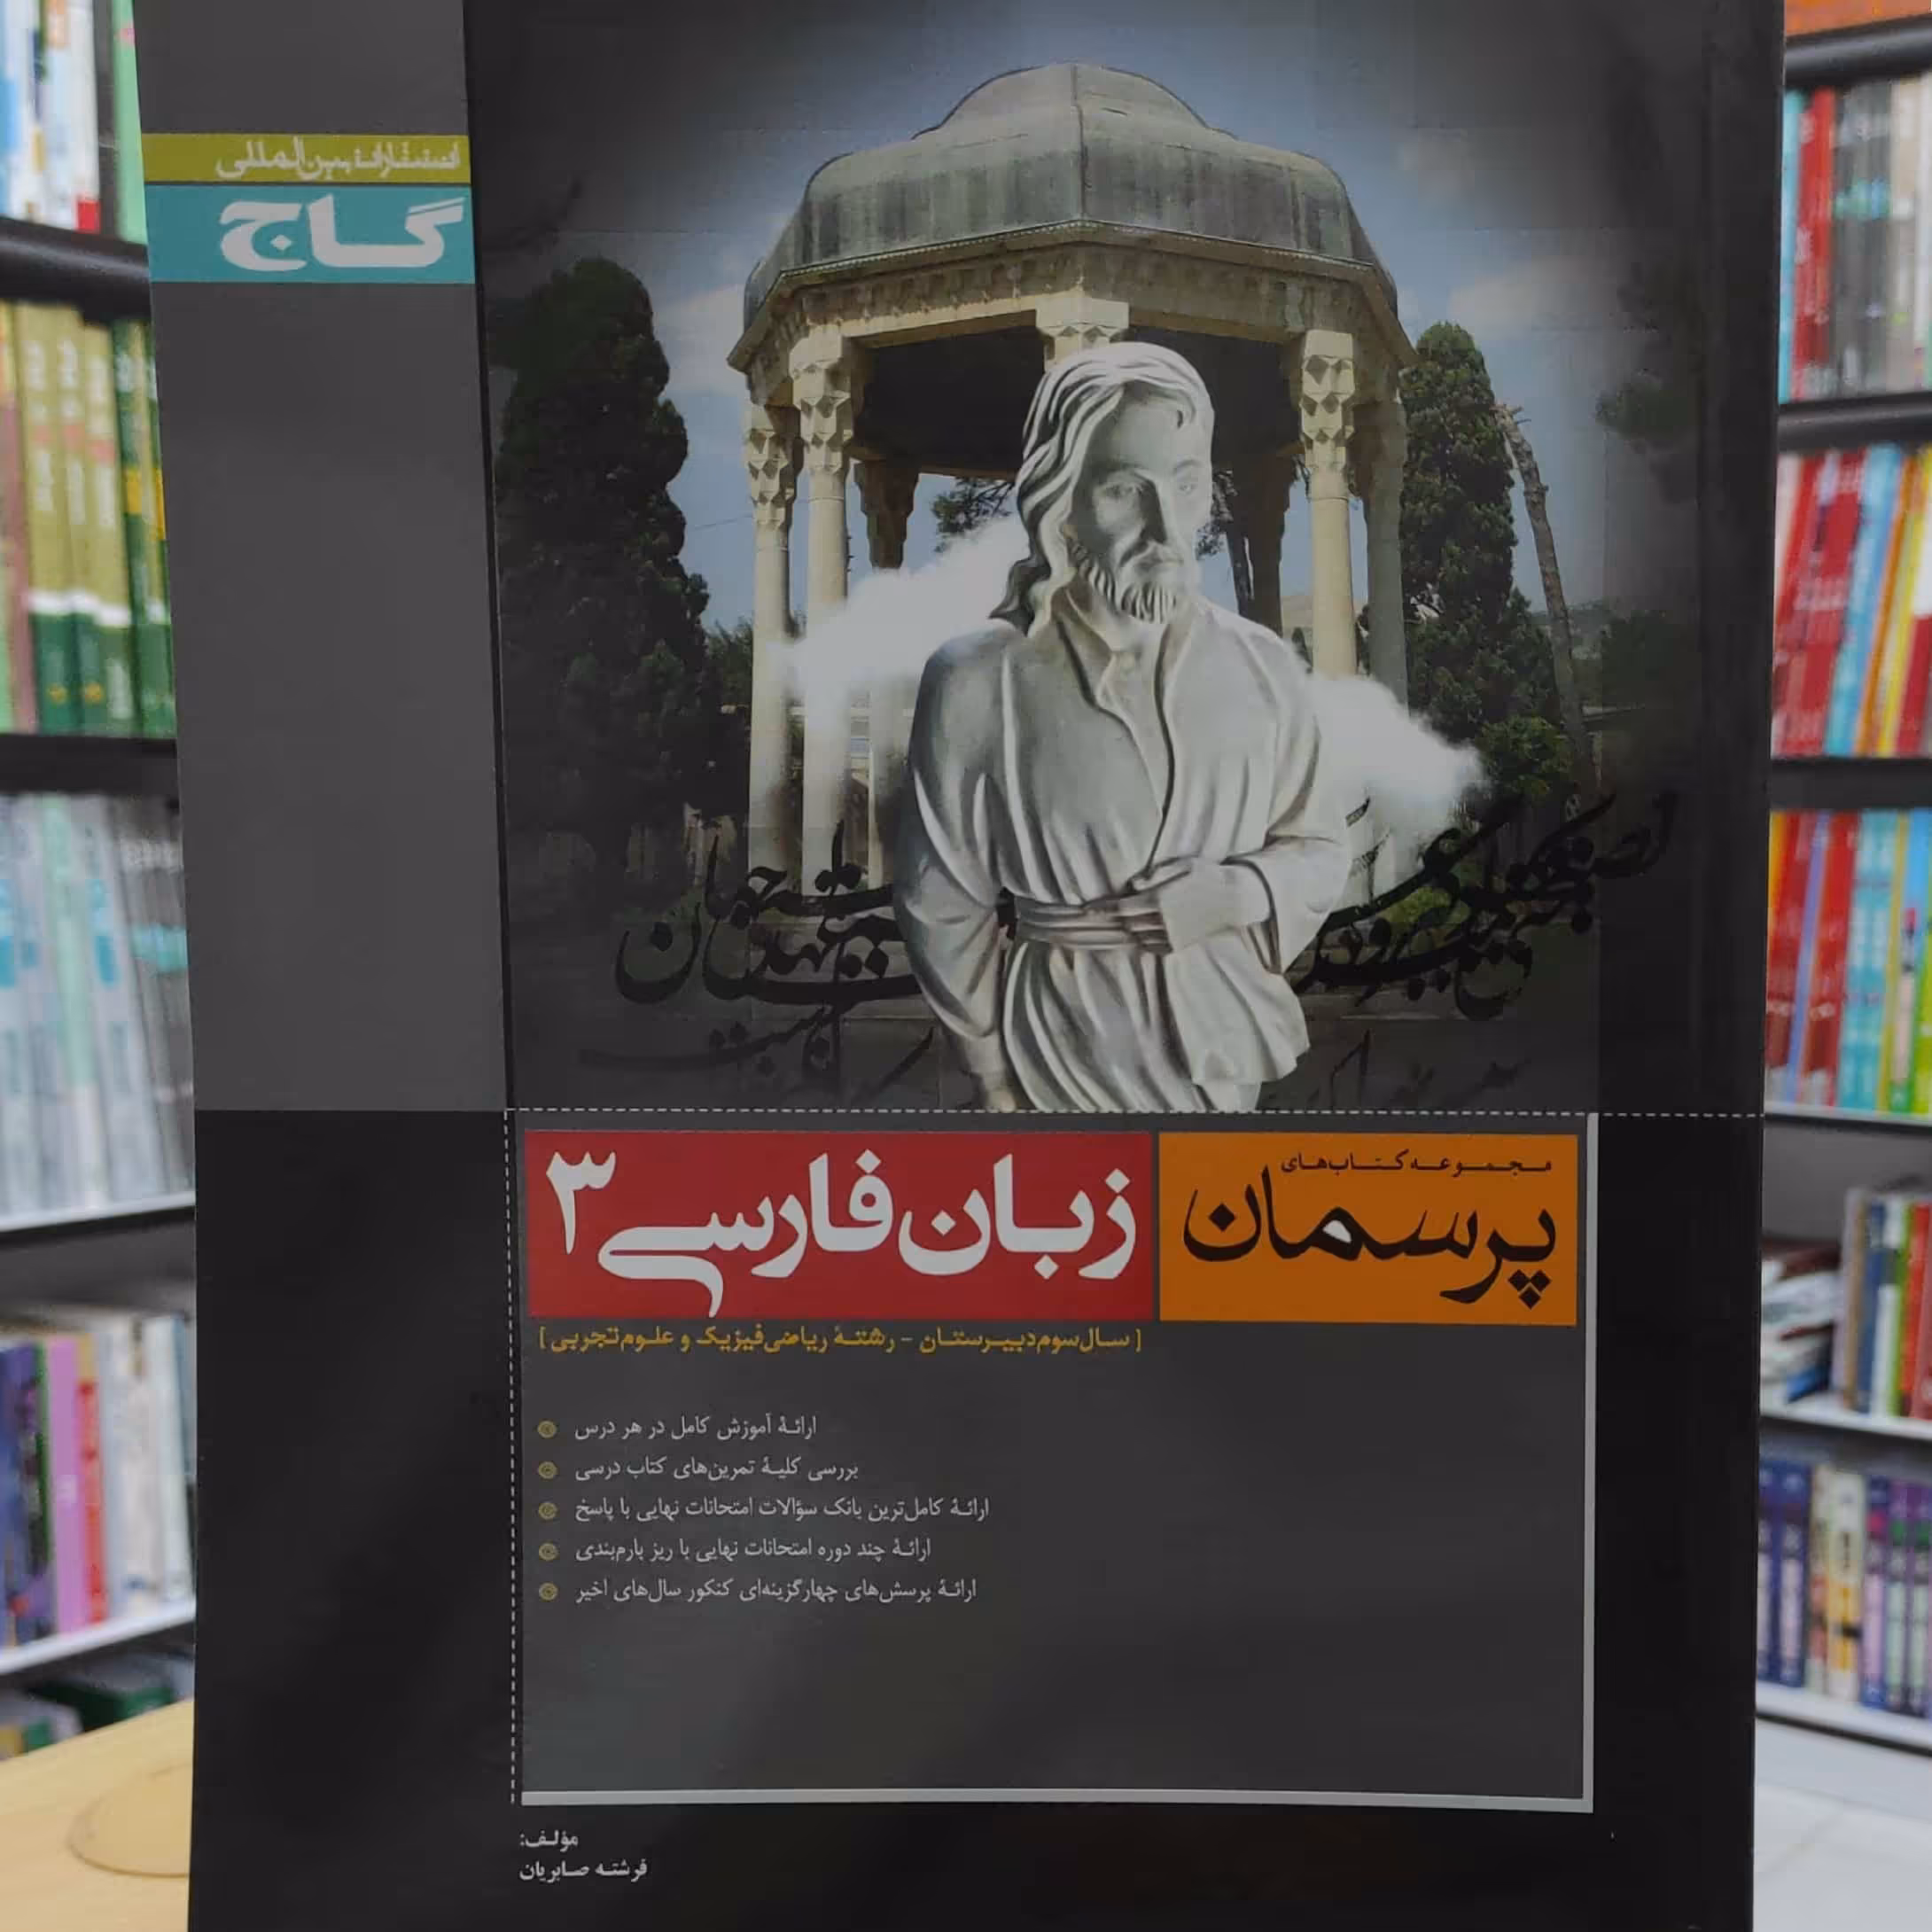 انتشارات بین‌المللی
گاج
مجموعه کتاب‌های
پرسمان
زبان فارسی ۳
[ سال سوم دبیرستان - رشتهٔ ریاضی فیزیک و علوم تجربی ]
ارائهٔ آموزش کامل در هر درس
بررسی کلیهٔ تمرین‌های کتاب درسی
ارائهٔ کامل‌ترین بانک سؤالات امتحانات نهایی با پاسخ
ارائهٔ چند دوره امتحانات نهایی با ریز بارم‌بندی
ارائهٔ پرسش‌های چهارگزینه‌ای کنکور سال‌های اخیر
مؤلف:
فرشته صابریان